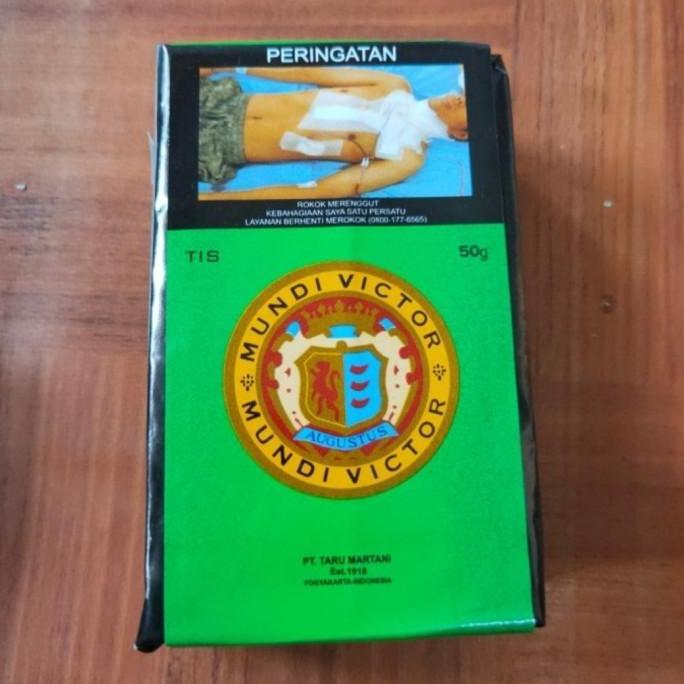 PERINGATAN
ROKOK MERENGGUT
KEBAHAGIAAN SAYA SATU PERSATU
LAYANAN BERHENTI MEROKOK (0800-177-6565)
TIS
50g
MUNDI VICTOR
AUGUSTUS
MUNDI VICTOR
PT. TARU MARTANI
Est.1918
YOGYAKARTA-INDONESIA